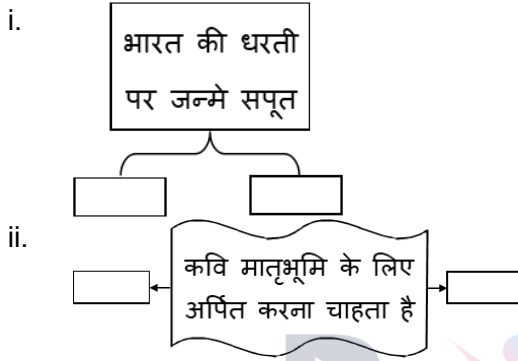 i.
भारत की धरती
पर जन्मे सपूत
ii.
कवि मातृभूमि के लिए
अर्पित करना चाहता है